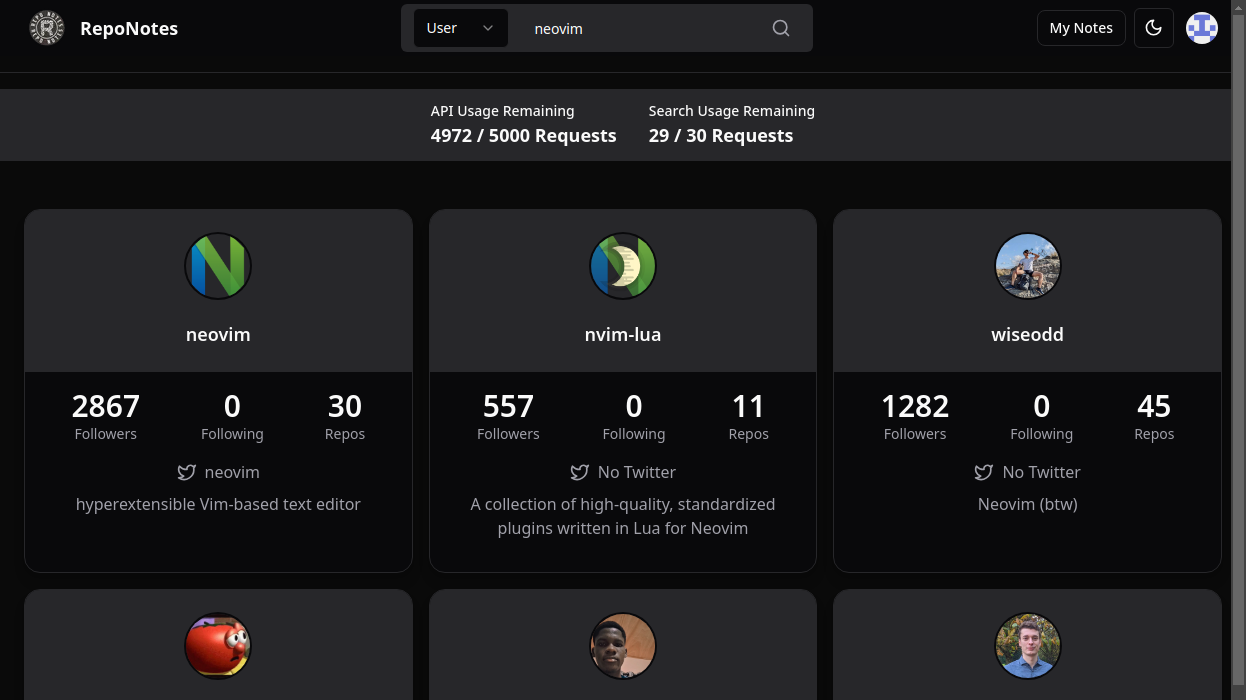 RepoNotes
User
neovim
My Notes
API Usage Remaining
4972 / 5000 Requests
Search Usage Remaining
29 / 30 Requests
neovim
2867
Followers
0
Following
30
Repos
neovim
hyperextensible Vim-based text editor
nvim-lua
557
Followers
0
Following
11
Repos
No Twitter
A collection of high-quality, standardized
plugins written in Lua for Neovim
wiseodd
1282
Followers
0
Following
45
Repos
No Twitter
Neovim (btw)